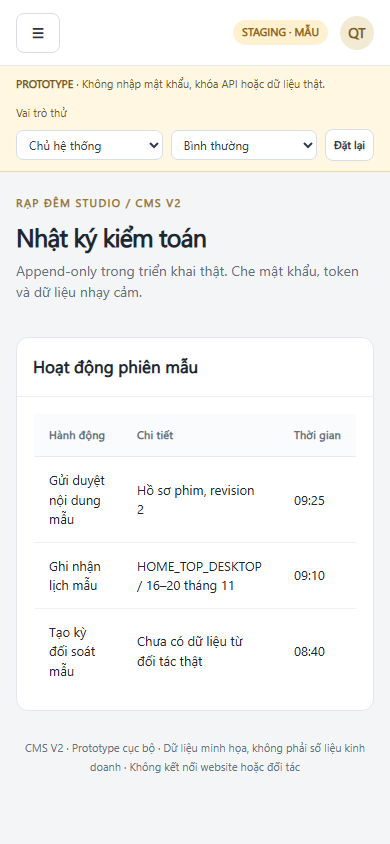 ☰
STAGING · MẪU
QT
PROTOTYPE · Không nhập mật khẩu, khóa API hoặc dữ liệu thật.
Vai trò thử
Chủ hệ thống
Bình thường
Đặt lại
RẠP ĐÊM STUDIO / CMS V2
Nhật ký kiểm toán
Append-only trong triển khai thật. Che mật khẩu, token
và dữ liệu nhạy cảm.
Hoạt động phiên mẫu
Hành động
Chi tiết
Thời gian
Gửi duyệt
nội dung
mẫu
Hồ sơ phim, revision
2
09:25
Ghi nhận
lịch mẫu
HOME_TOP_DESKTOP
/ 16–20 tháng 11
09:10
Tạo kỳ
đối soát
mẫu
Chưa có dữ liệu từ
đối tác thật
08:40
CMS V2 · Prototype cục bộ · Dữ liệu minh họa, không phải số liệu kinh
doanh · Không kết nối website hoặc đối tác